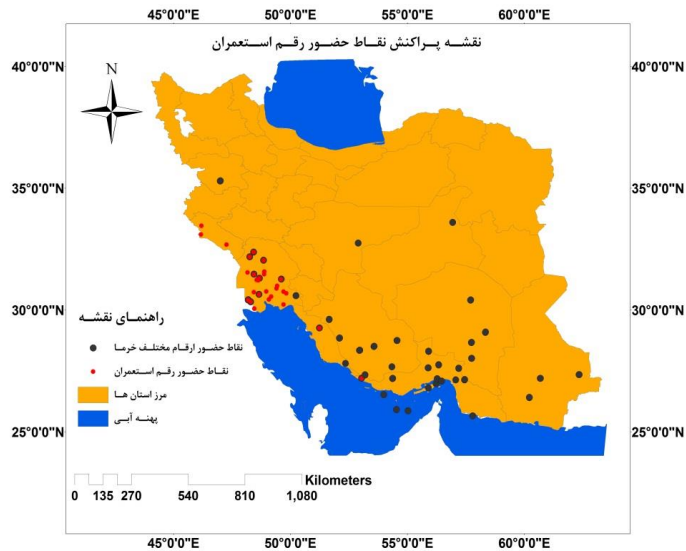 45°0'0"E 50°0'0"E 55°0'0"E 60°0'0"E
نقشه پراکنش نقاط حضور رقم استعمران
40°0'0"N 40°0'0"N
N
35°0'0"N 35°0'0"N
30°0'0"N 30°0'0"N
راهنمای نقشه
نقاط حضور ارقام مختلف خرما
نقاط حضور رقم استعمران
مرز استان ها
پهنه آبی
25°0'0"N 25°0'0"N
Kilometers
0 135 270 540 810 1,080
45°0'0"E 50°0'0"E 55°0'0"E 60°0'0"E